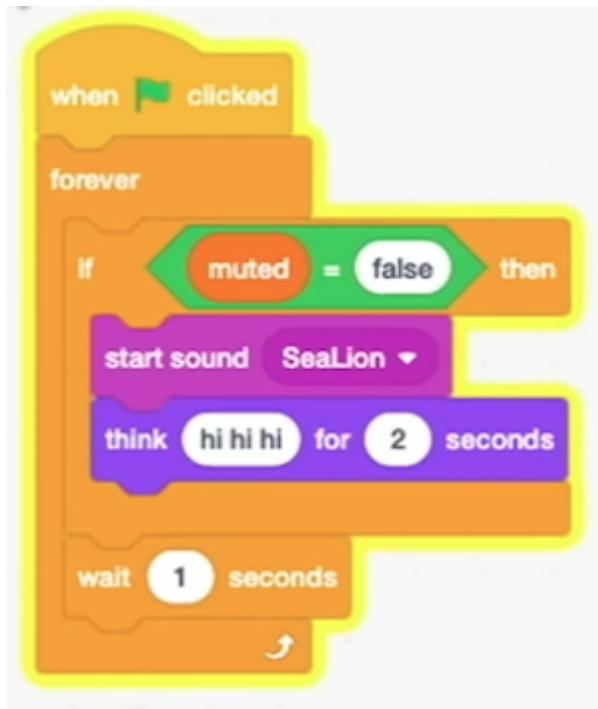 when clicked
forever
if muted = false then
start sound SeaLion
think hi hi hi for 2 seconds
wait 1 seconds